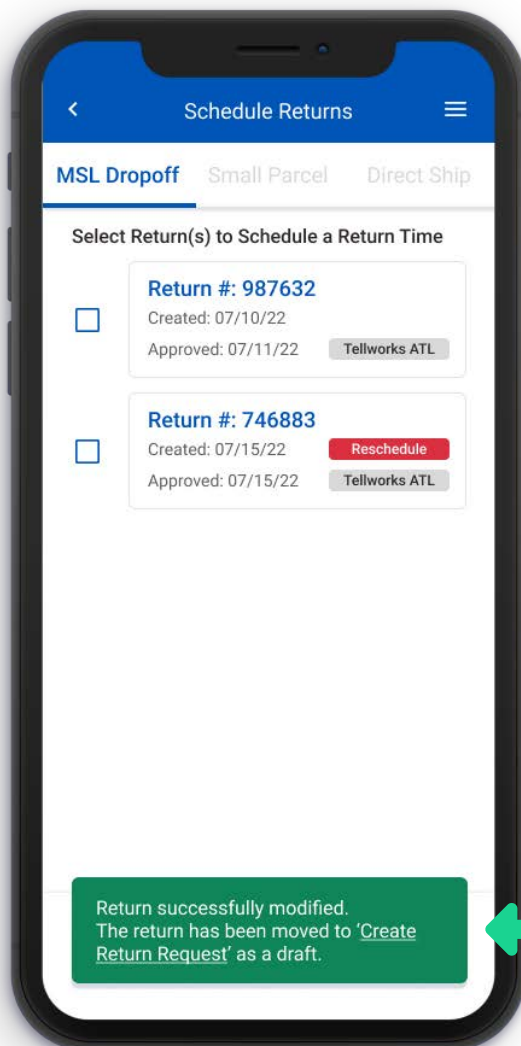 Schedule Returns
MSL Dropoff Small Parcel Direct Ship
Select Return(s) to Schedule a Return Time
Return #: 987632
Created: 07/10/22
Approved: 07/11/22 Tellworks ATL
Return #: 746883
Created: 07/15/22 Reschedule
Approved: 07/15/22 Tellworks ATL
Return successfully modified.
The return has been moved to ‘Create
Return Request’ as a draft.